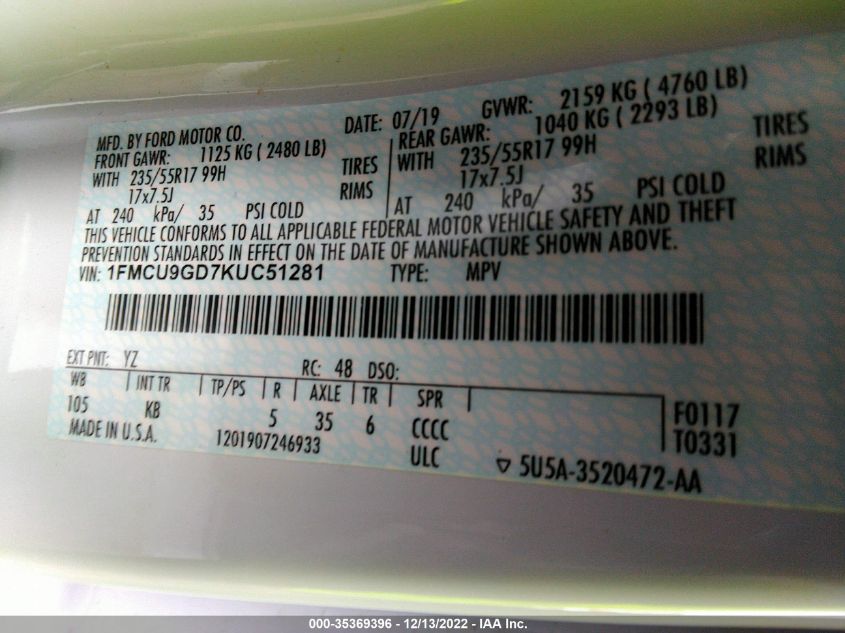 MFD. BY FORD MOTOR CO. DATE: 07/19 GVWR: 2159 KG ( 4760 LB)
FRONT GAWR: 1125 KG ( 2480 LB) REAR GAWR: 1040 KG ( 2293 LB)
WITH 235/55R17 99H TIRES WITH 235/55R17 99H TIRES
17x7.5J RIMS 17x7.5J RIMS
AT 240 kPa/ 35 PSI COLD AT 240 kPa/ 35 PSI COLD
THIS VEHICLE CONFORMS TO ALL APPLICABLE FEDERAL MOTOR VEHICLE SAFETY AND THEFT
PREVENTION STANDARDS IN EFFECT ON THE DATE OF MANUFACTURE SHOWN ABOVE.
VIN: 1FMCU9GD7KUC51281 TYPE: MPV
EXT PNT: YZ RC: 48 DSO:
WB INT TR TP/PS R AXLE TR SPR
105 KB 5 35 6 CCCC F0117
MADE IN U.S.A. 1201907246933 ULC T0331
5U5A-3520472-AA
000-35369396 - 12/13/2022 - IAA Inc.